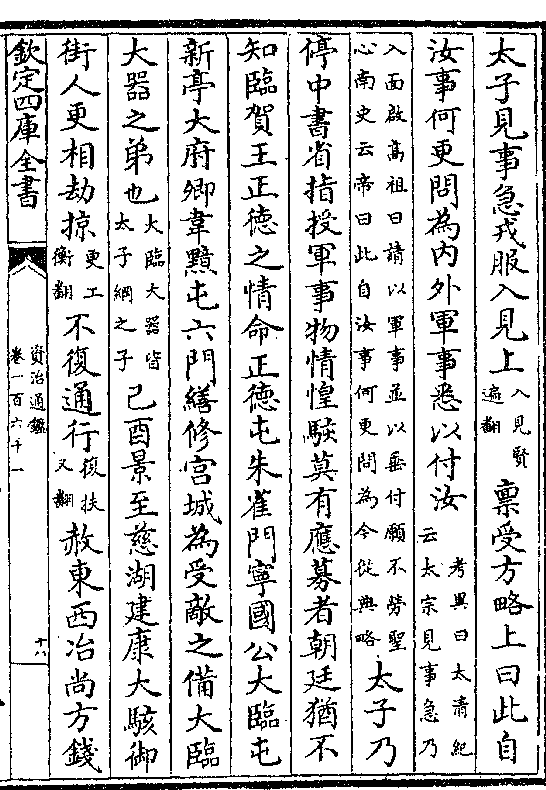 太子見事急戎服入見上入見賢遍翻禀受方略上曰此自
汝事何更問為內外軍事悉以付汝考異曰太清紀云太宗見事急乃
入面啟高祖曰請以軍事並以垂付願不勞聖心南史云帝曰此自汝事何更問為今從典略太子乃
停中書省指授軍事物情惶駭莫有應募者朝廷猶不
知臨賀王正德之情命正德屯朱雀門寧國公大臨屯
新亭大府卿韋黯屯六門繕修宫城為受敵之備大臨
大器之弟也大臨大器皆太子綱之子己酉景至慈湖建康大駭御
街人更相劫掠更工衡翻不復通行復扶又翻赦東西冶尚方錢
欽定四庫全書
資治通鑑
卷一百六十一
十六